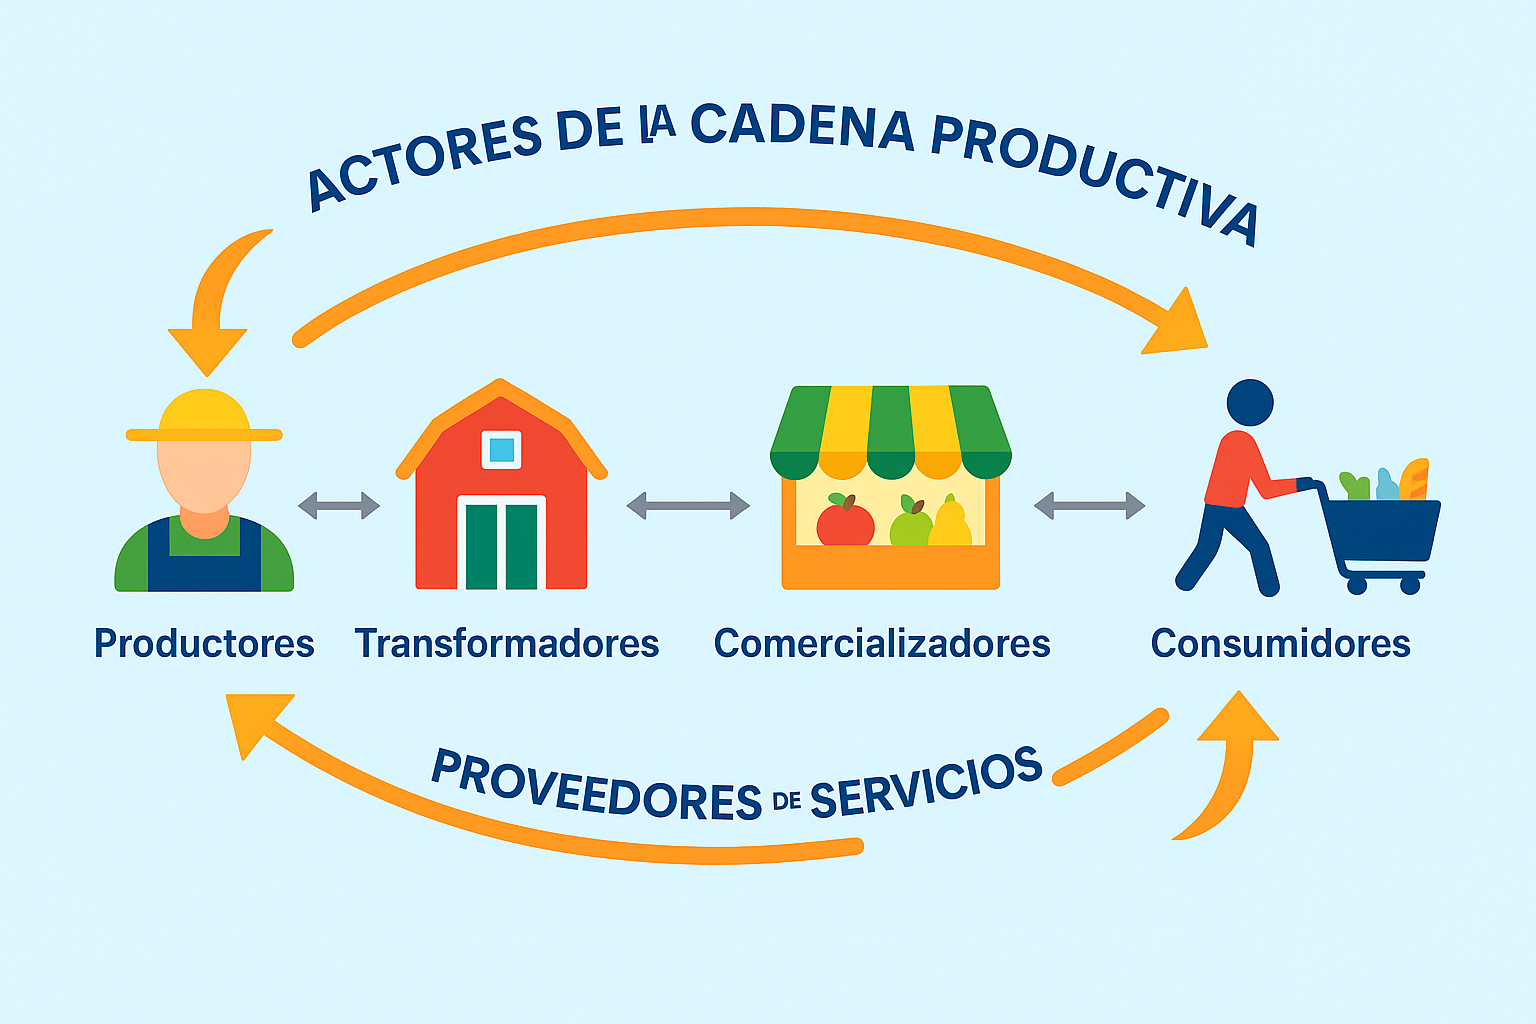 ACTORES DE LA CADENA PRODUCTIVA
Productores
Transformadores
Comercializadores
Consumidores
PROVEEDORES DE SERVICIOS